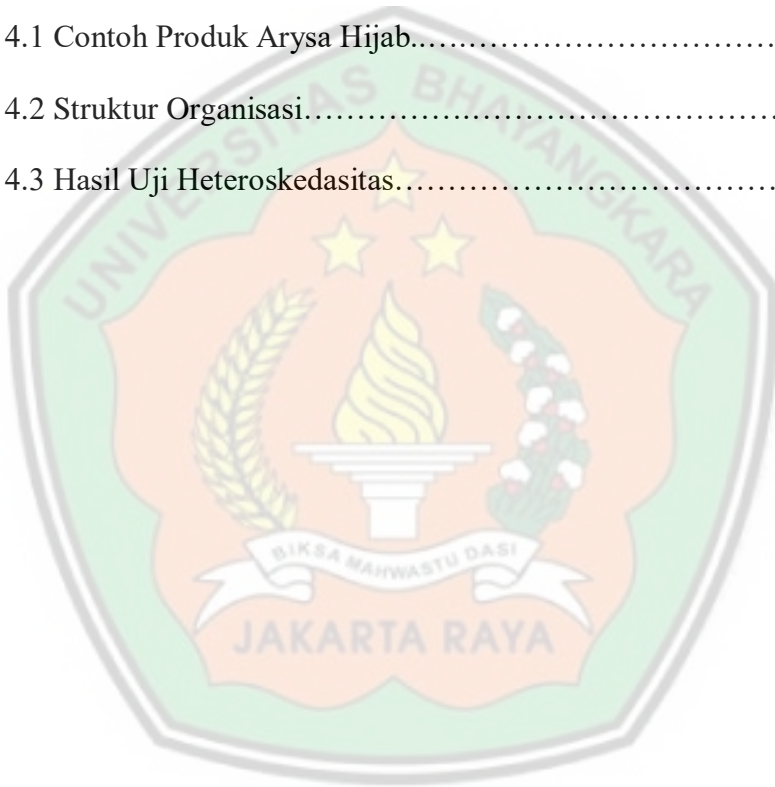 4.1 Contoh Produk Arysa Hijab..….…………………………….
4.2 Struktur Organisasi…………….………………………………
4.3 Hasil Uji Heteroskedasitas……………………………………
UNIVERSITAS BHAYANGKARA
BIKSA MAHWASTU DASI
JAKARTA RAYA